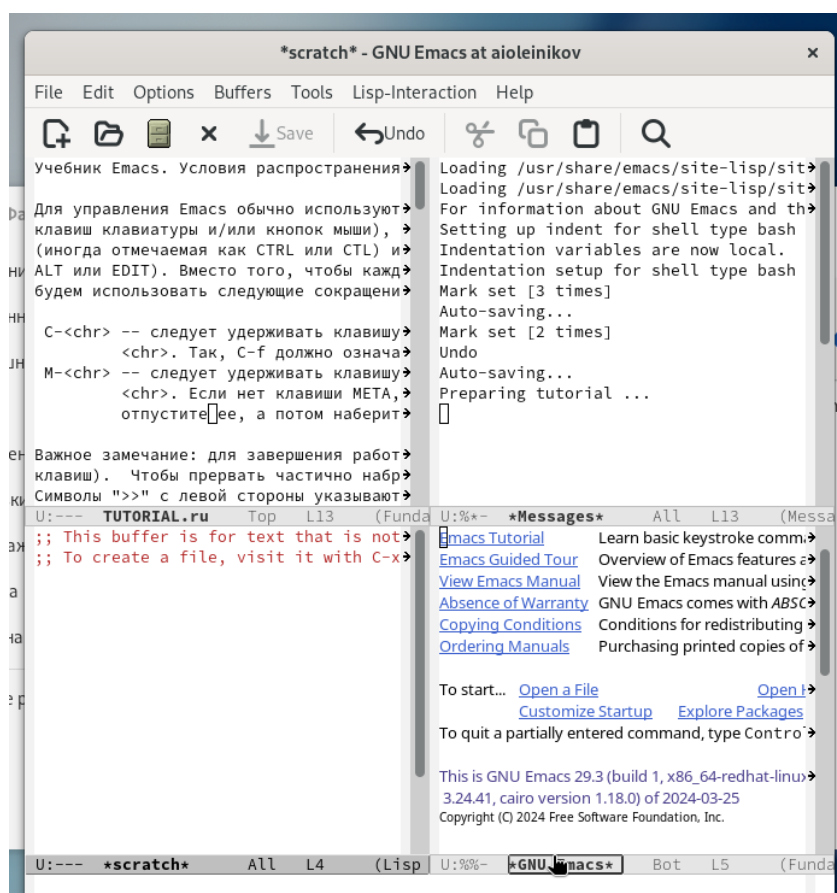 *scratch* - GNU Emacs at aioleinikov
File Edit Options Buffers Tools Lisp-Interaction Help
Save Undo
Учебник Emacs. Условия распространения
Для управления Emacs обычно используют
клавиш клавиатуры и/или кнопок мыши),
(иногда отмечаемая как CTRL или CTL) и
ALT или EDIT). Вместо того, чтобы кажд
будем использовать следующие сокращени
C-<chr> -- следует удерживать клавишу
<chr>. Так, C-f должно означа
M-<chr> -- следует удерживать клавишу
<chr>. Если нет клавиши META,
отпустите ее, а потом наберит
Важное замечание: для завершения работ
клавиш). Чтобы прервать частично набр
Символы ">>" с левой стороны указывают
U:--- TUTORIAL.ru Top L13 (Funda
Loading /usr/share/emacs/site-lisp/sit
Loading /usr/share/emacs/site-lisp/sit
For information about GNU Emacs and th
Setting up indent for shell type bash
Indentation variables are now local.
Indentation setup for shell type bash
Mark set [3 times]
Auto-saving...
Mark set [2 times]
Undo
Auto-saving...
Preparing tutorial ...
U:%*- *Messages* All L13 (Messa
;; This buffer is for text that is not
;; To create a file, visit it with C-x
U:--- *scratch* All L4 (Lisp
Emacs Tutorial Learn basic keystroke comm
Emacs Guided Tour Overview of Emacs features a
View Emacs Manual View the Emacs manual using
Absence of Warranty GNU Emacs comes with ABSO
Copying Conditions Conditions for redistributing
Ordering Manuals Purchasing printed copies of
To start... Open a File Open H
Customize Startup Explore Packages
To quit a partially entered command, type Control
This is GNU Emacs 29.3 (build 1, x86_64-redhat-linux
3.24.41, cairo version 1.18.0) of 2024-03-25
Copyright (C) 2024 Free Software Foundation, Inc.
U:%%- *GNU Emacs* Bot L5 (Funda